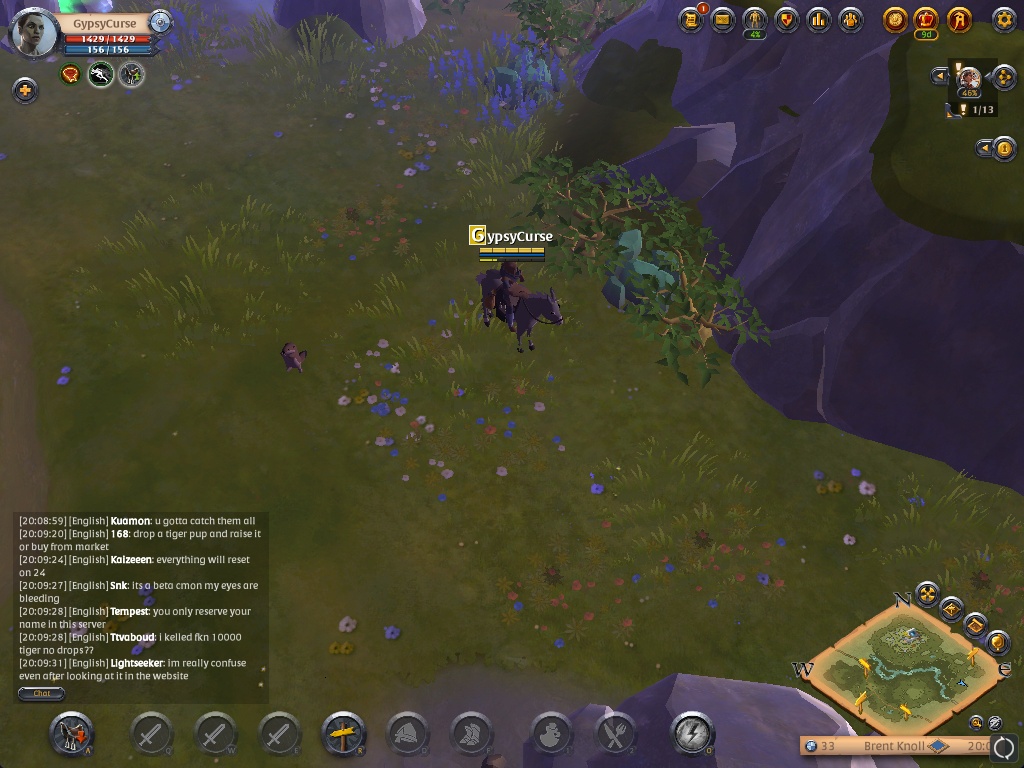 GypsyCurse
1429 / 1429
156 / 156
1
4%
9d
46%
1/13
GypsyCurse
[20:08:59] [English] Kuamon: u gotta catch them all
[20:09:20] [English] 168: drop a tiger pup and raise it
or buy from market
[20:09:24] [English] Kalzeeen: everything will reset
on 24
[20:09:27] [English] Snk: its a beta cmon my eyes are
bleeding
[20:09:28] [English] Tempest: you only reserve your
name in this server
[20:09:28] [English] Ttvaboud: i kelled fkn 10000
tiger no drops??
[20:09:31] [English] Lightseeker: im really confuse
even after looking at it in the website
Chat
N
W
E
A
Q
W
E
R
D
F
1
2
33 Brent Knoll